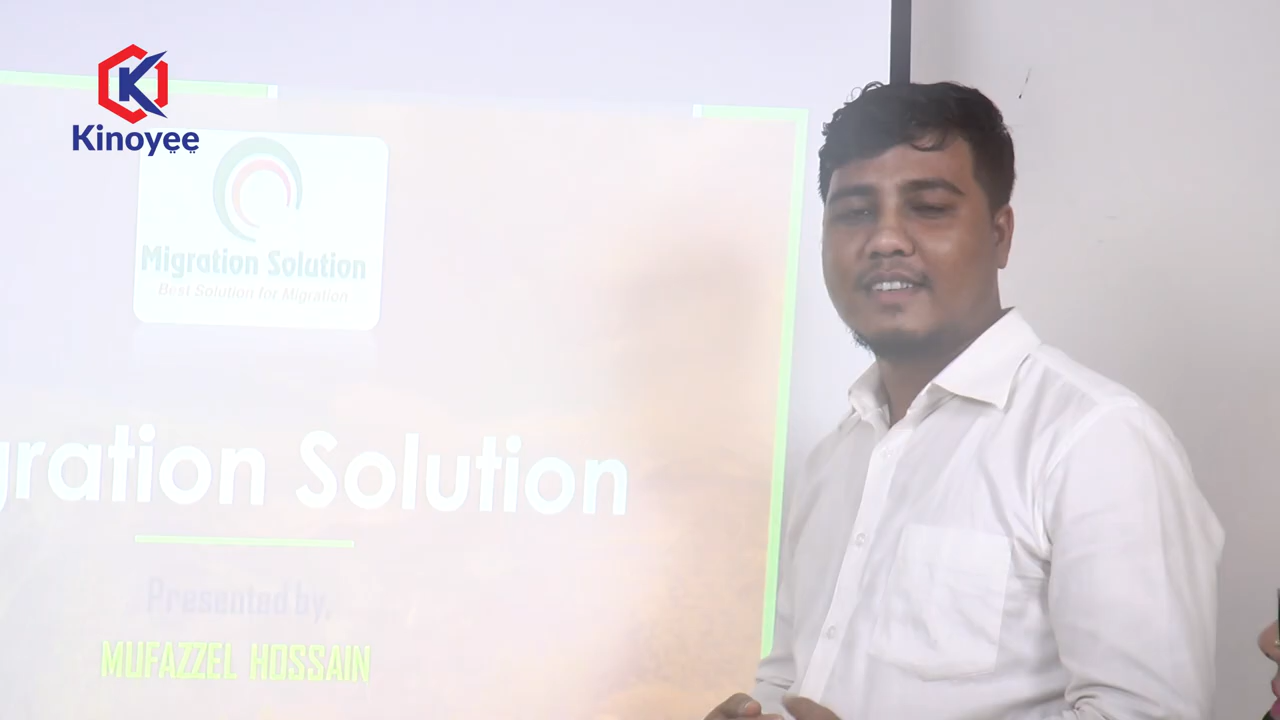 Kinoyee
Migration Solution
Best Solution for Migration
gration Solution
Presented by,
MUFAZZEL HOSSAIN